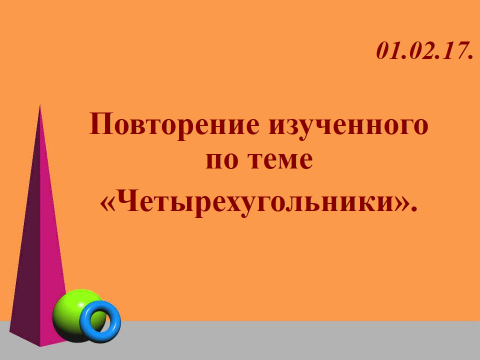 01.02.17.
Повторение изученного
по теме
«Четырехугольники».